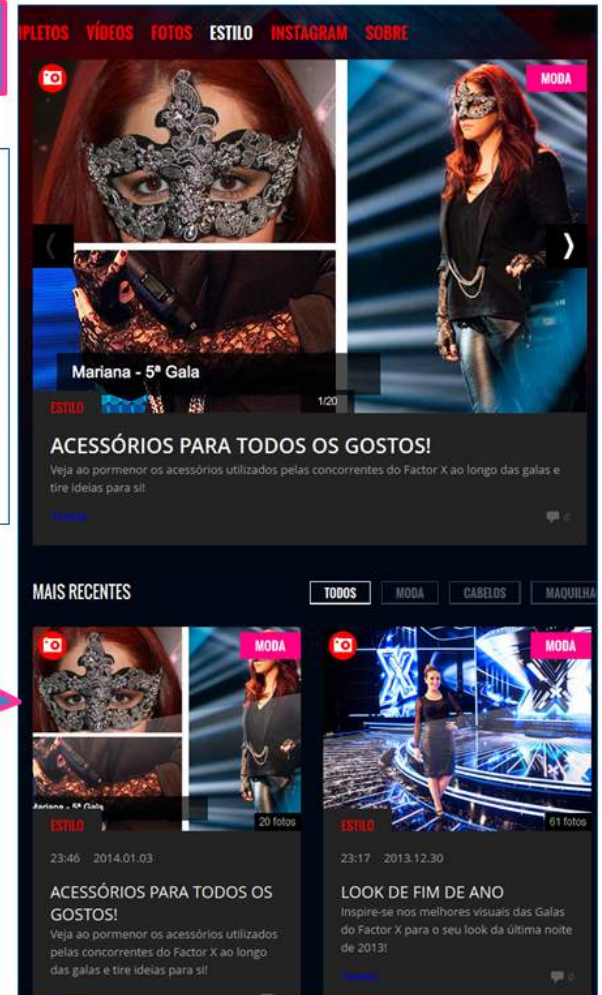 PLETOS VÍDEOS FOTOS ESTILO INSTAGRAM SOBRE
MODA
Mariana - 5ª Gala
ESTILO
1/20
ACESSÓRIOS PARA TODOS OS GOSTOS!
Veja ao pormenor os acessórios utilizados pelas concorrentes do Factor X ao longo das galas e
tire ideias para si!
Tweetar
MAIS RECENTES
TODOS MODA CABELOS MAQUILHA
MODA
Mariana - 5ª Gala
ESTILO
20 fotos
23:46 2014.01.03
ACESSÓRIOS PARA TODOS OS
GOSTOS!
Veja ao pormenor os acessórios utilizados
pelas concorrentes do Factor X ao longo
das galas e tire ideias para si!
MODA
X
ESTILO
61 fotos
23:17 2013.12.30
LOOK DE FIM DE ANO
Inspire-se nos melhores visuais das Galas
do Factor X para o seu look da última noite
de 2013!